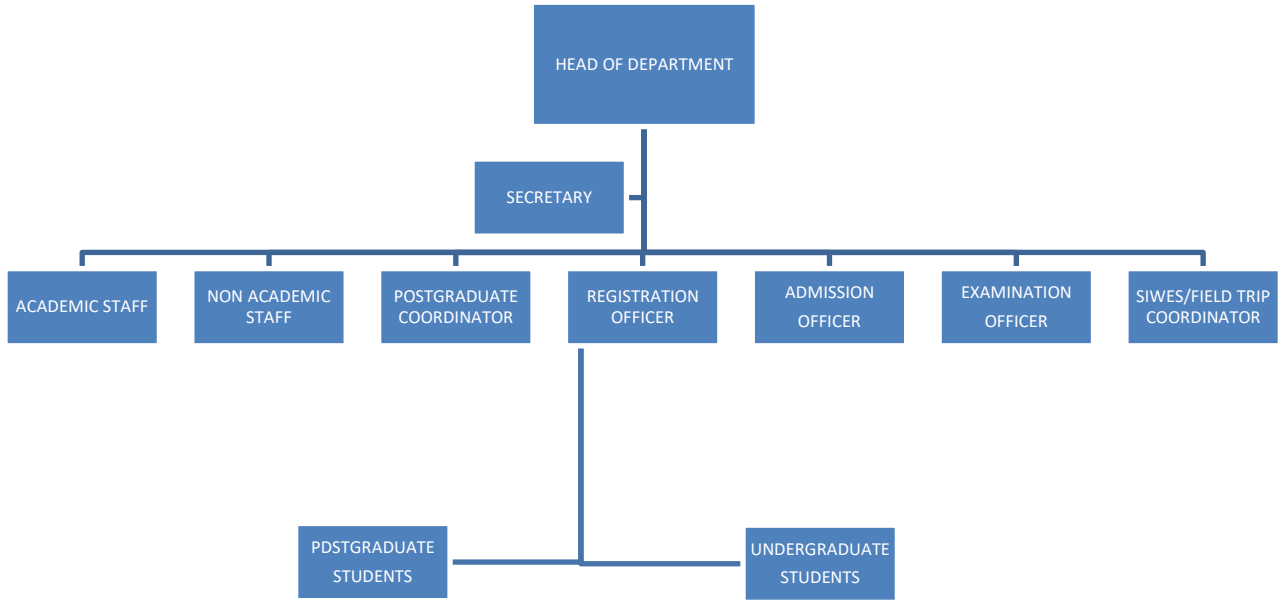 HEAD OF DEPARTMENT
SECRETARY
ACADEMIC STAFF
NON ACADEMIC
STAFF
POSTGRADUATE
COORDINATOR
REGISTRATION
OFFICER
ADMISSION
OFFICER
EXAMINATION
OFFICER
SIWES/FIELD TRIP
COORDINATOR
PDSTGRADUATE
STUDENTS
UNDERGRADUATE
STUDENTS